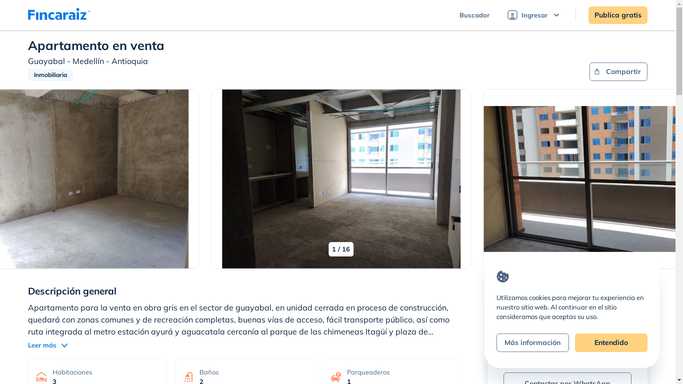 Fincaraiz
Buscador
Ingresar
Publica gratis
Apartamento en venta
Guayabal - Medellín - Antioquia
Inmobiliaria
Compartir
1 / 16
Descripción general
Apartamento para la venta en obra gris en el sector de guayabal, en unidad cerrada en proceso de construcción,
quedará con zonas comunes y de recreación completas, buenas vías de acceso, fácil transporte público, así como
ruta integrada al metro estación ayurá y aguacatala cercanía al parque de las chimeneas Itagüí y plaza de...
Leer más
Habitaciones
3
Baños
2
Parqueaderos
1
Utilizamos cookies para mejorar tu experiencia en
nuestro sitio web. Al continuar en el sitio
consideramos que aceptas su uso.
Más información
Entendido
Contactar por WhatsApp